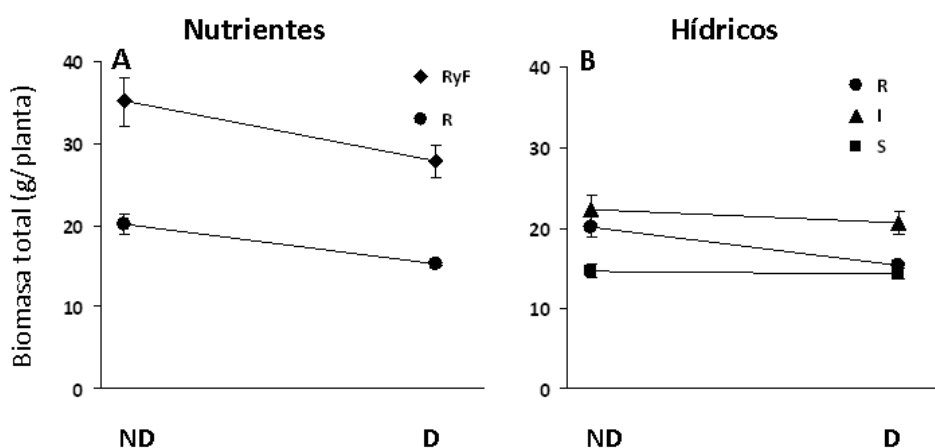 Nutrientes
Hídricos
Biomasa total (g/planta)
A
40
30
20
10
0
RyF
R
ND
D
B
40
30
20
10
0
R
I
S
ND
D